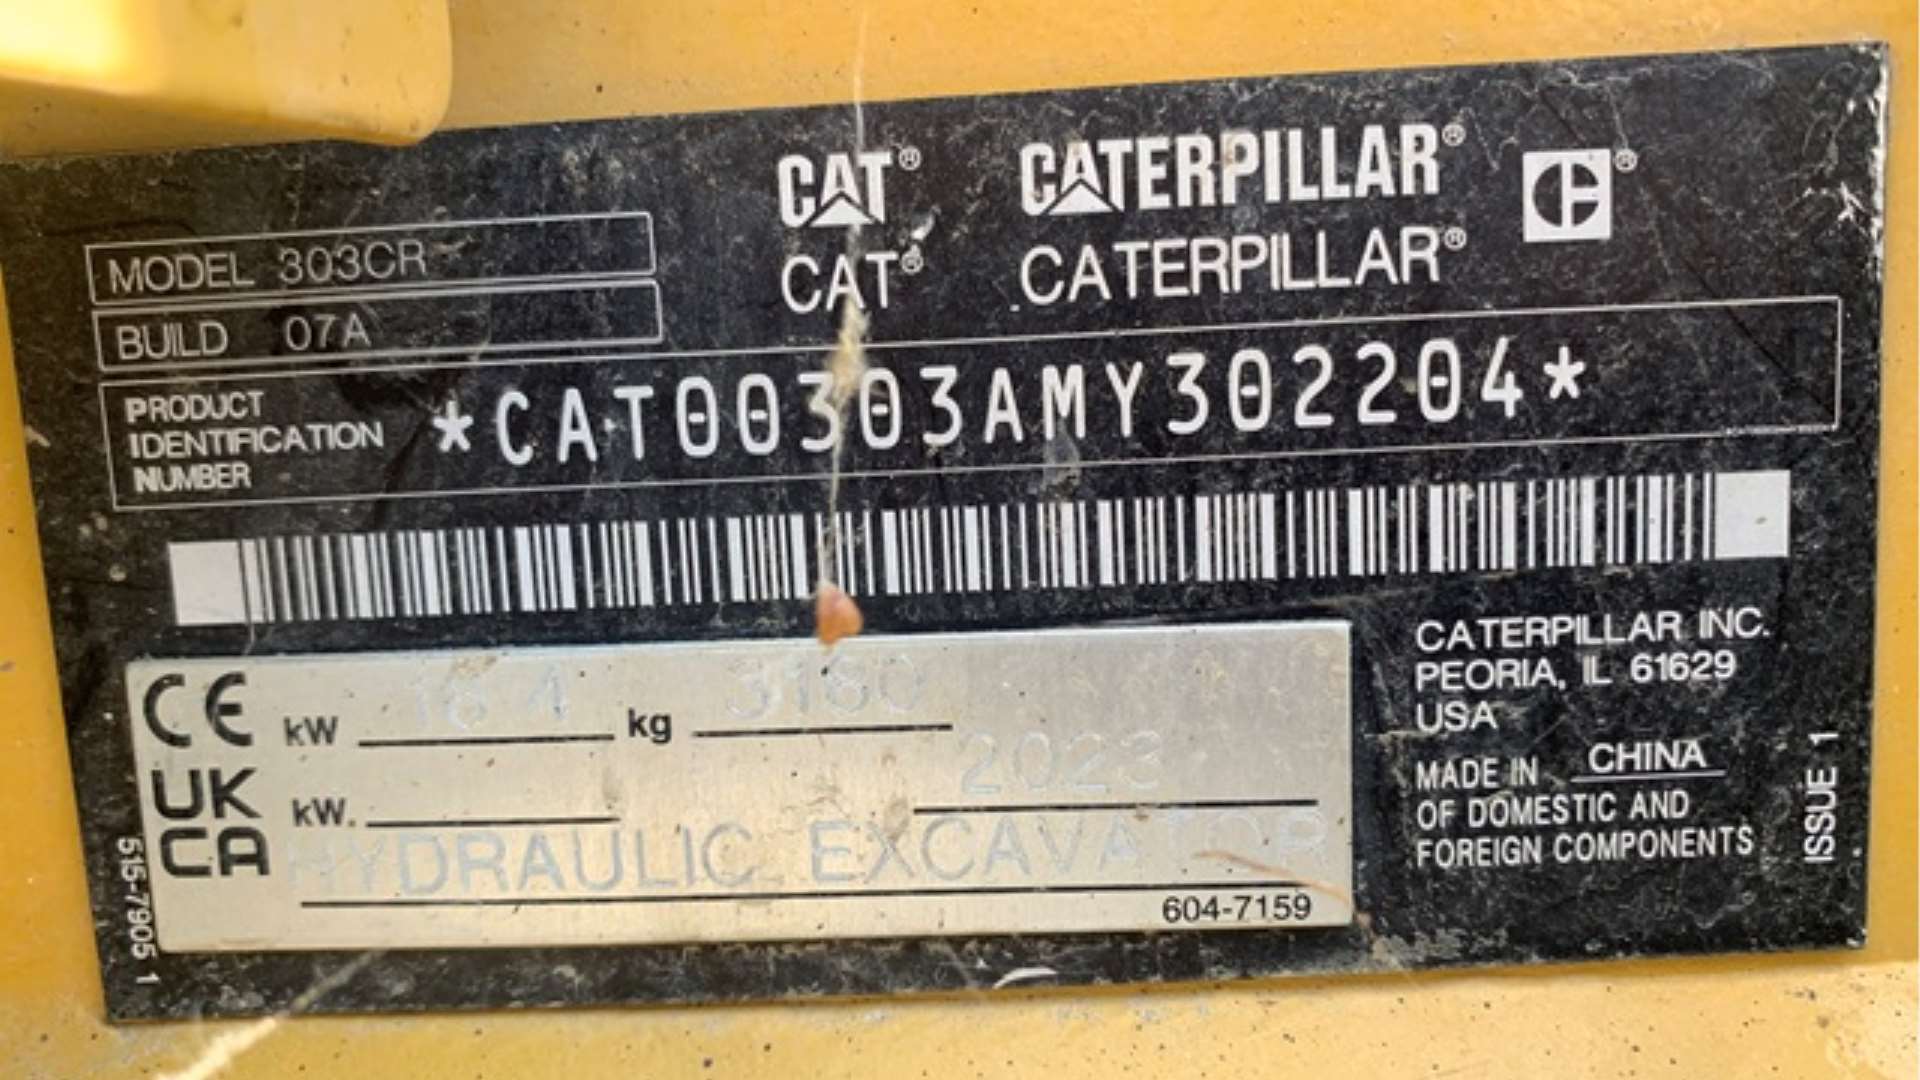 CAT® CATERPILLAR® ®
CAT® CATERPILLAR®
MODEL 303CR
BUILD 07A
PRODUCT
IDENTIFICATION
NUMBER
*CAT00303AMY302204*
CE kW 18.4 kg 3160
2023
UK
CA kW.
HYDRAULIC EXCAVATOR
604-7159
515-7905 1
CATERPILLAR INC.
PEORIA, IL 61629
USA
MADE IN CHINA
OF DOMESTIC AND
FOREIGN COMPONENTS
ISSUE 1